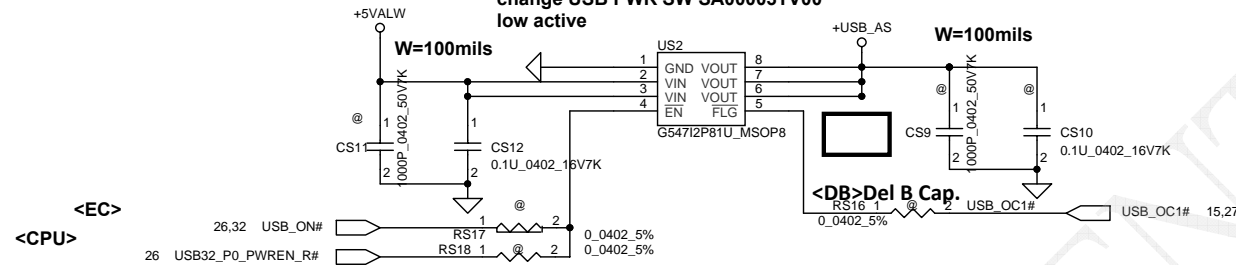 change USB PWR SW SA00003TV00
low active
+5VALW
W=100mils
US2
+USB_AS
W=100mils
1 GND VOUT 8
2 VIN VOUT 7
3 VIN VOUT 6
4 EN FLG 5
G547I2P81U_MSOP8
@
CS11
1
2
1000P_0402_50V7K
1
CS12
0.1U_0402_16V7K
2
@
1
CS9
2
1000P_0402_50V7K
@
1
CS10
0.1U_0402_16V7K
2
<DB>Del B Cap.
RS16 1 @ 2 USB_OC1# USB_OC1# 15,27
0_0402_5%
<EC>
<CPU>
26,32 USB_ON# 1 @ 2
RS17 0_0402_5%
26 USB32_P0_PWREN_R# RS18 1 @ 2 0_0402_5%